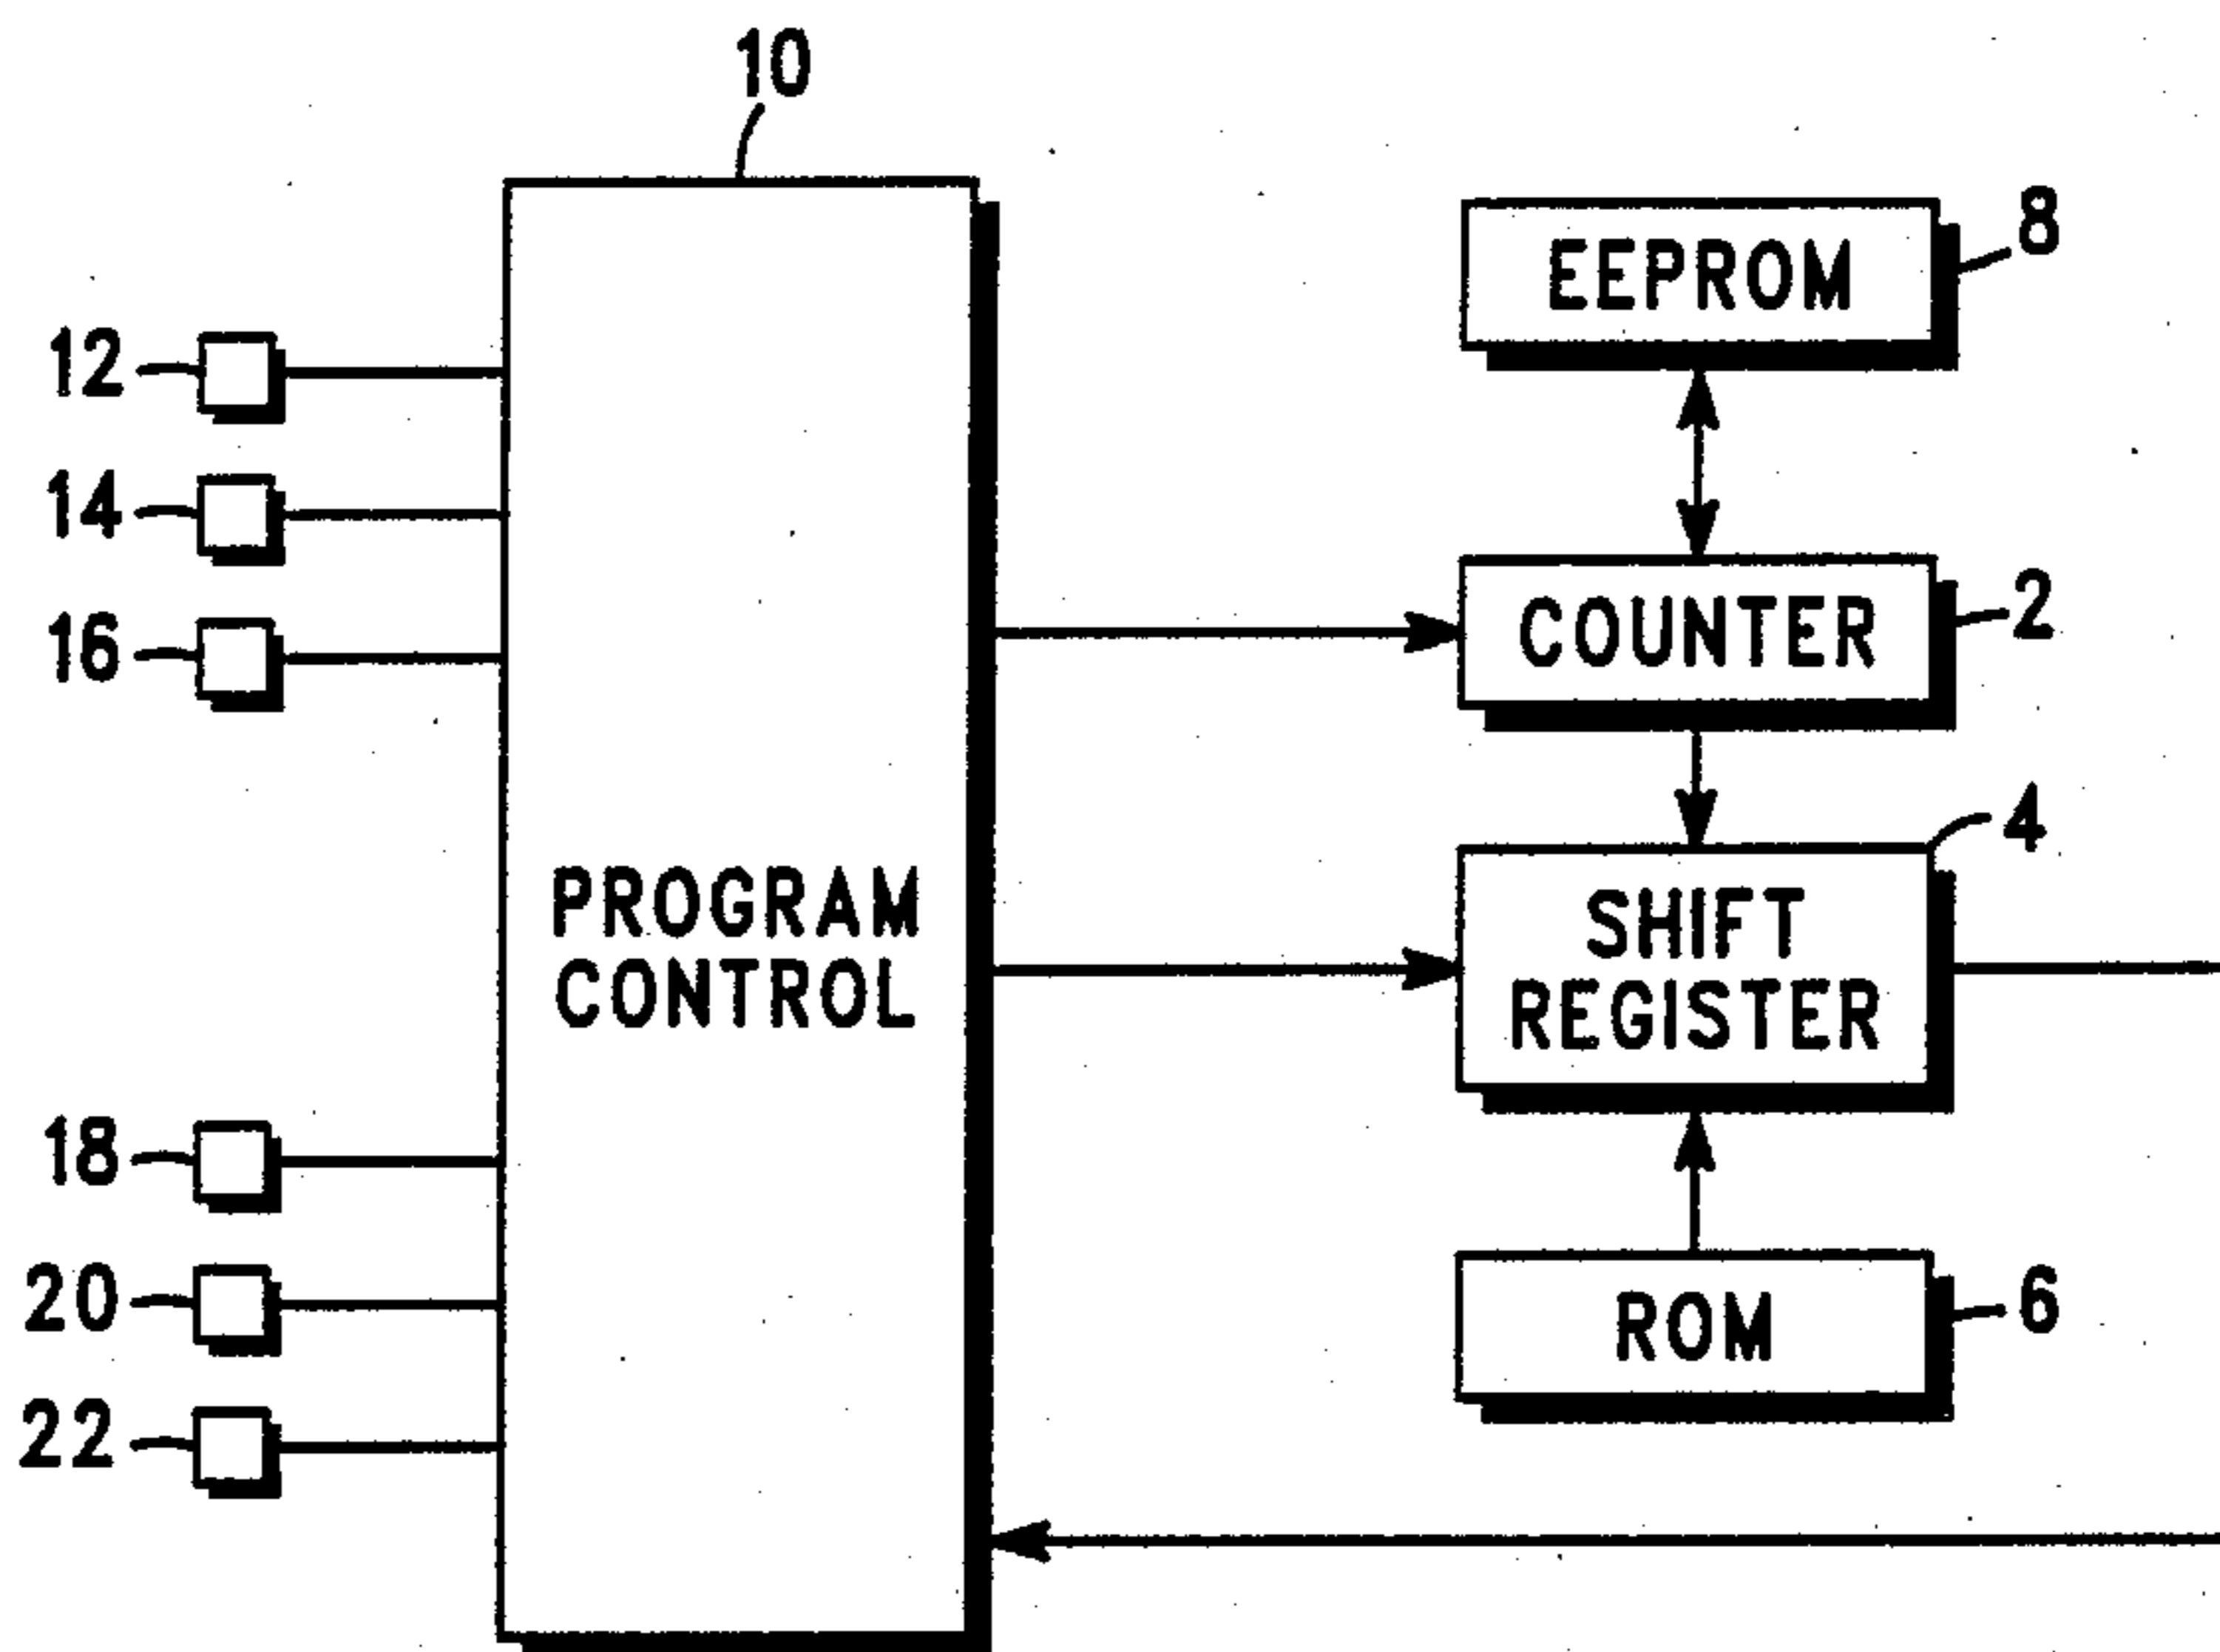 10
EEPROM
8
12
14
16
COUNTER
2
4
PROGRAM
CONTROL
SHIFT
REGISTER
18
20
22
ROM
6